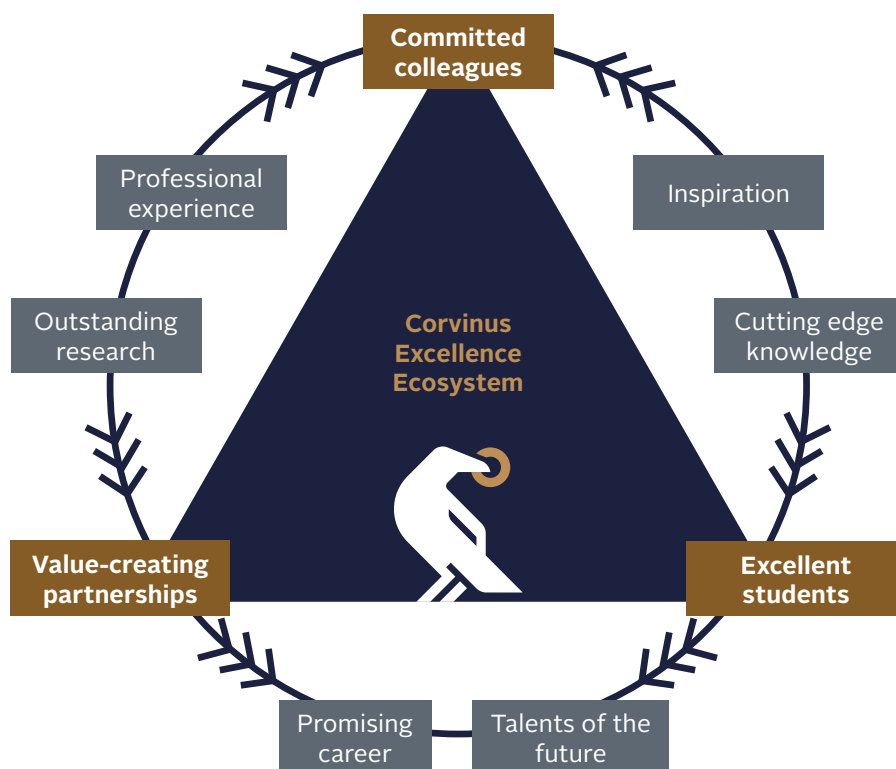 Committed
colleagues
Professional
experience
Inspiration
Outstanding
research
Corvinus
Excellence
Ecosystem
Cutting edge
knowledge
Value-creating
partnerships
Excellent
students
Promising
career
Talents of the
future